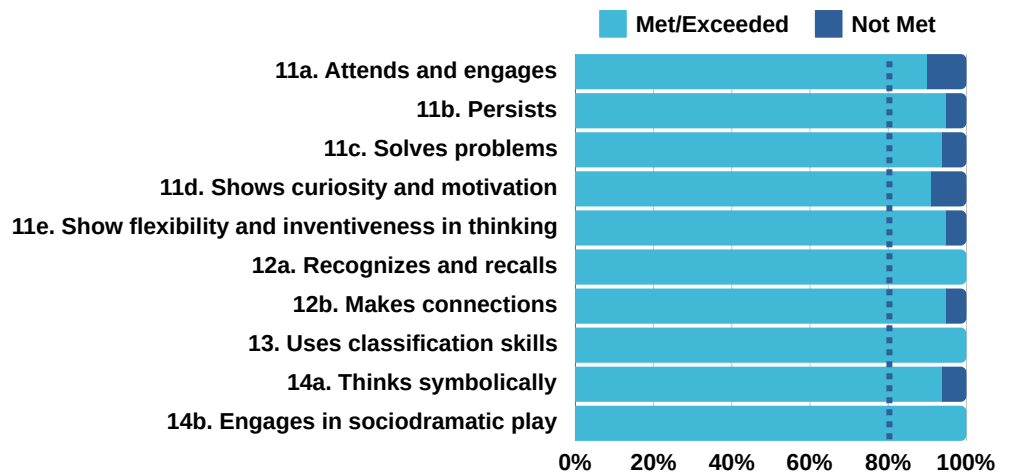 Met/Exceeded Not Met
11a. Attends and engages
11b. Persists
11c. Solves problems
11d. Shows curiosity and motivation
11e. Show flexibility and inventiveness in thinking
12a. Recognizes and recalls
12b. Makes connections
13. Uses classification skills
14a. Thinks symbolically
14b. Engages in sociodramatic play
0% 20% 40% 60% 80% 100%